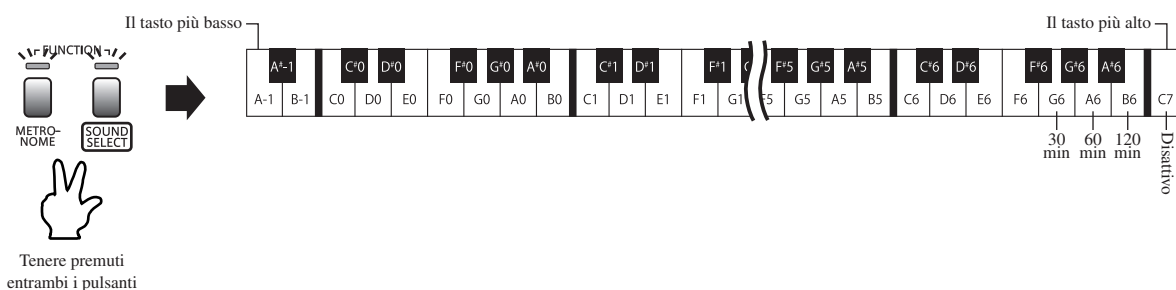 Il tasto più basso
Il tasto più alto
FUNCTION
METRO-
NOME
SOUND
SELECT
A#-1 C#0 D#0 F#0 G#0 A#0 C#1 D#1 F#1 F#5 G#5 A#5 C#6 D#6 F#6 G#6 A#6
A-1 B-1 C0 D0 E0 F0 G0 A0 B0 C1 D1 E1 F1 G1 F5 G5 A5 B5 C6 D6 E6 F6 G6 A6 B6 C7
30
min
60
min
120
min
Disattivo
Tenere premuti
entrambi i pulsanti